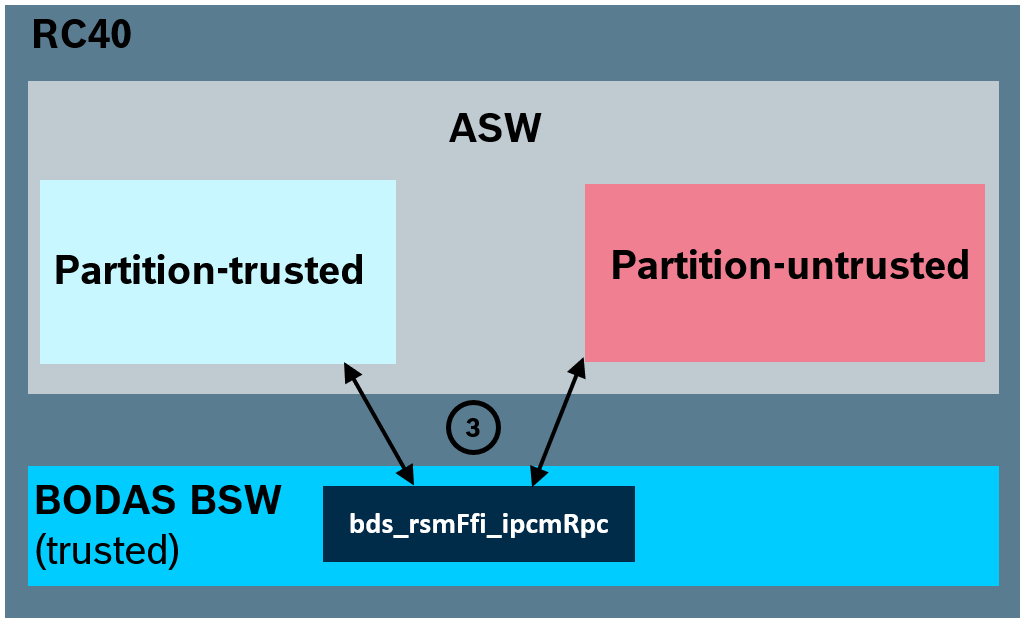 RC40
ASW
Partition-trusted
Partition-untrusted
3
BODAS BSW
(trusted)
bds_rsmFfi_ipcmRpc